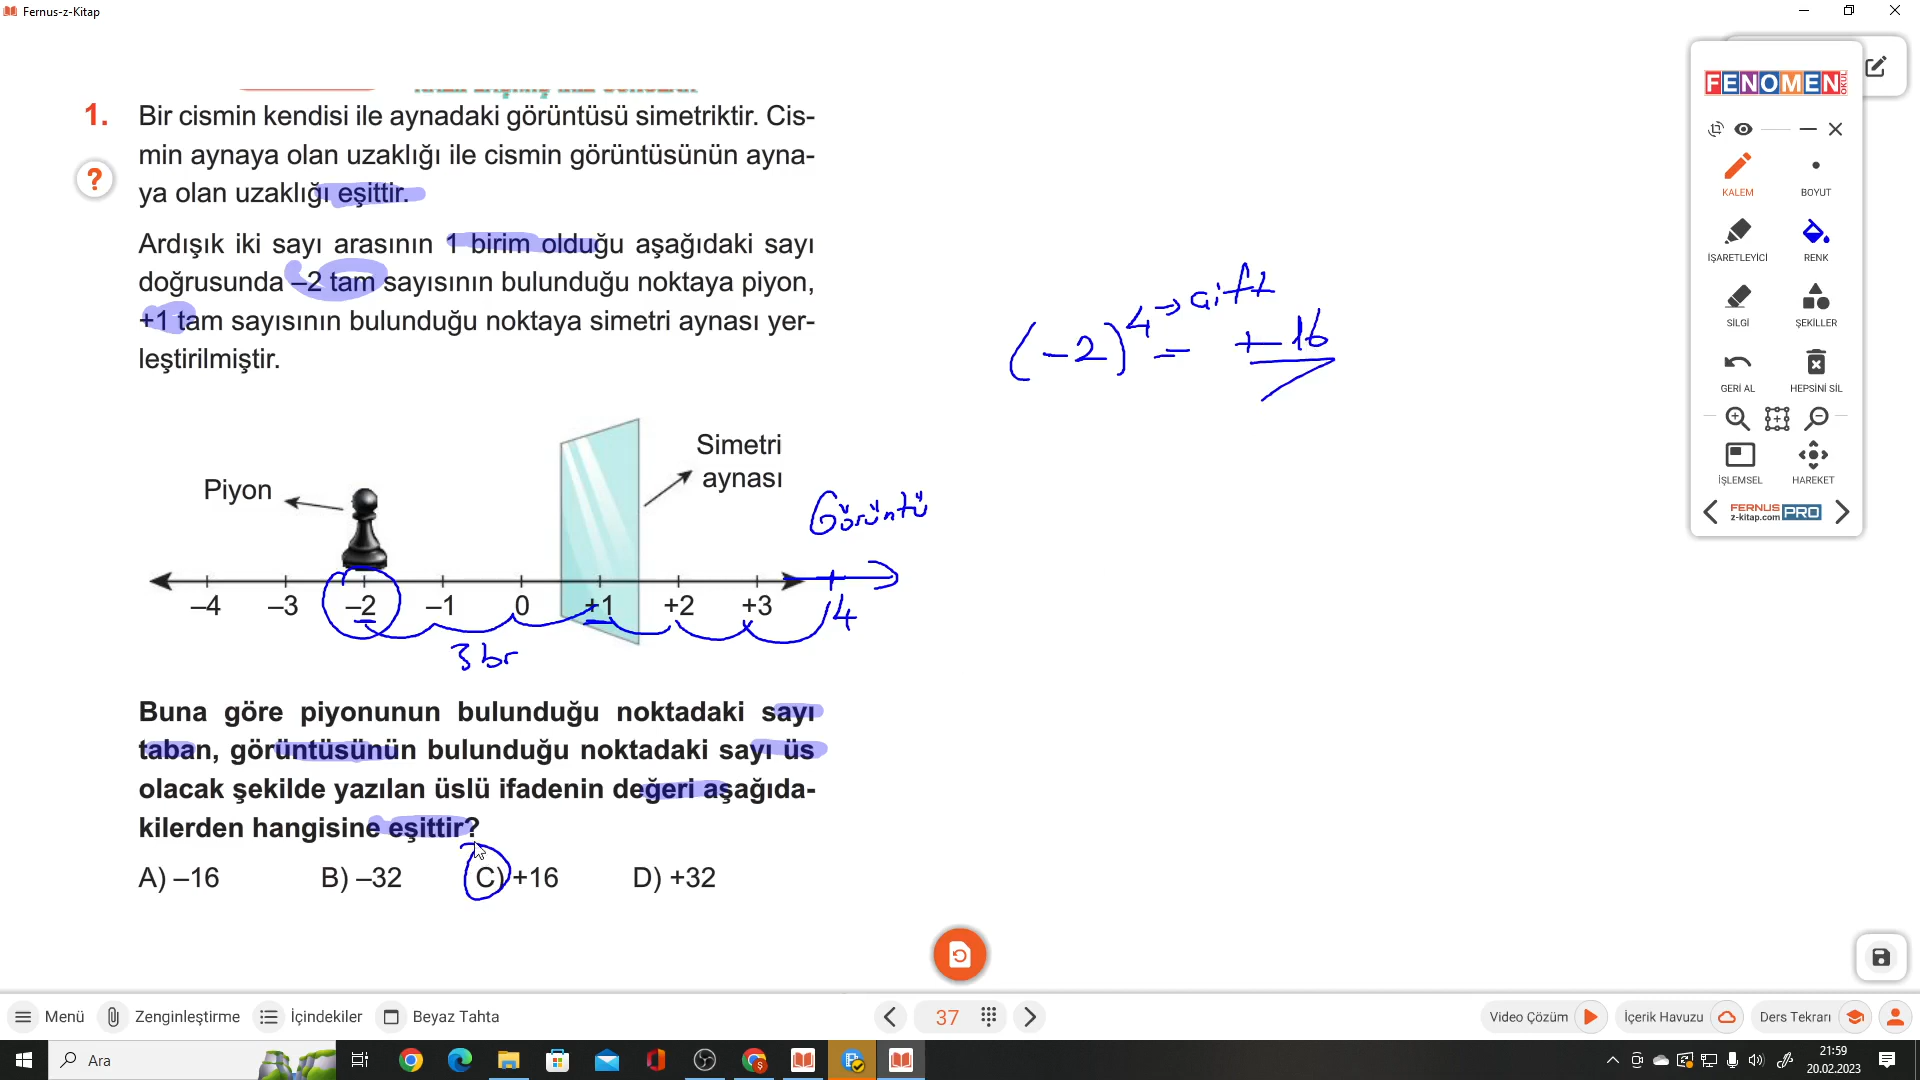 Fernus-z-Kitap
1. Bir cismin kendisi ile aynadaki görüntüsü simetriktir. Cis-
min aynaya olan uzaklığı ile cismin görüntüsünün ayna-
ya olan uzaklığı eşittir.
?
Ardışık iki sayı arasının 1 birim olduğu aşağıdaki sayı
doğrusunda –2 tam sayısının bulunduğu noktaya piyon,
+1 tam sayısının bulunduğu noktaya simetri aynası yer-
leştirilmiştir.
(-2)⁴ → çift
= +16
Simetri
aynası
Piyon
Görüntü
–4 –3 –2 –1 0 +1 +2 +3 4
3 br
Buna göre piyonunun bulunduğu noktadaki sayı
taban, görüntüsünün bulunduğu noktadaki sayı üs
olacak şekilde yazılan üslü ifadenin değeri aşağıda-
kilerden hangisine eşittir?
A) –16 B) –32 C) +16 D) +32
FENOMEN OKUL
KALEM BOYUT
İŞARETLEYİCİ RENK
SİLGİ ŞEKİLLER
GERİ AL HEPSİNİ SİL
İŞLEMSEL HAREKET
FERNUS
z-kitap.com PRO
Menü Zenginleştirme İçindekiler Beyaz Tahta 37 Video Çözüm İçerik Havuzu Ders Tekrarı
Ara
21:59
20.02.2023